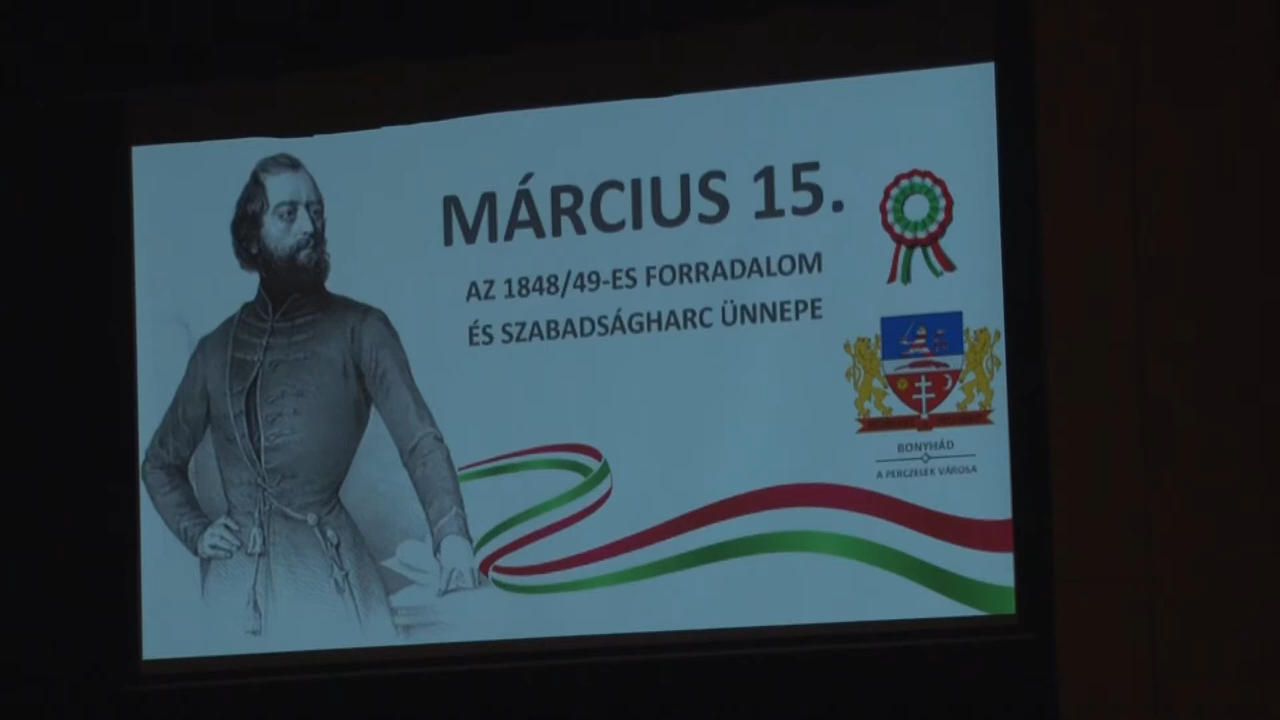 MÁRCIUS 15.
AZ 1848/49-ES FORRADALOM
ÉS SZABADSÁGHARC ÜNNEPE
BONYHÁD
A PERCZELEK VÁROSA